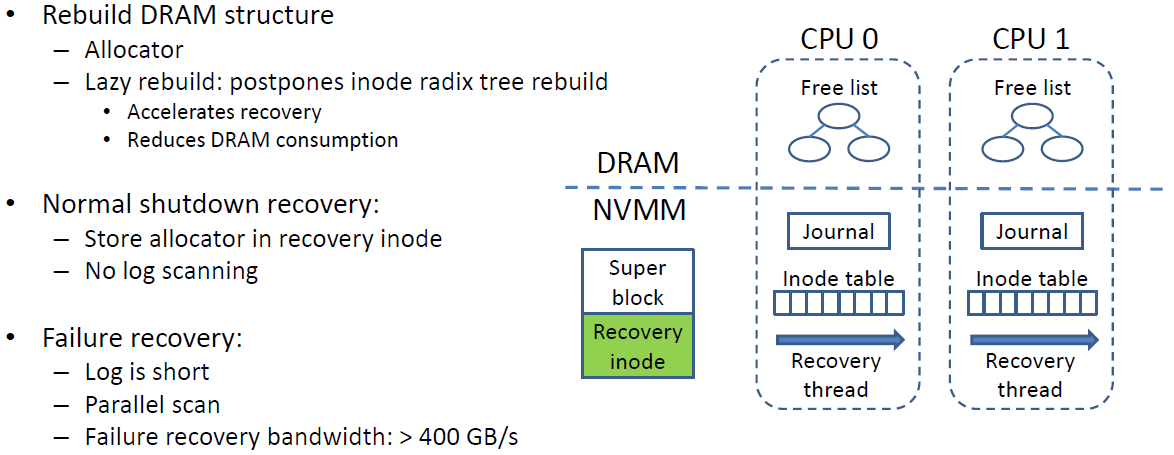 • Rebuild DRAM structure
– Allocator
– Lazy rebuild: postpones inode radix tree rebuild
• Accelerates recovery
• Reduces DRAM consumption
• Normal shutdown recovery:
– Store allocator in recovery inode
– No log scanning
• Failure recovery:
– Log is short
– Parallel scan
– Failure recovery bandwidth: > 400 GB/s
DRAM
NVMM
Super
block
Recovery
inode
CPU 0
Free list
Journal
Inode table
Recovery
thread
CPU 1
Free list
Journal
Inode table
Recovery
thread